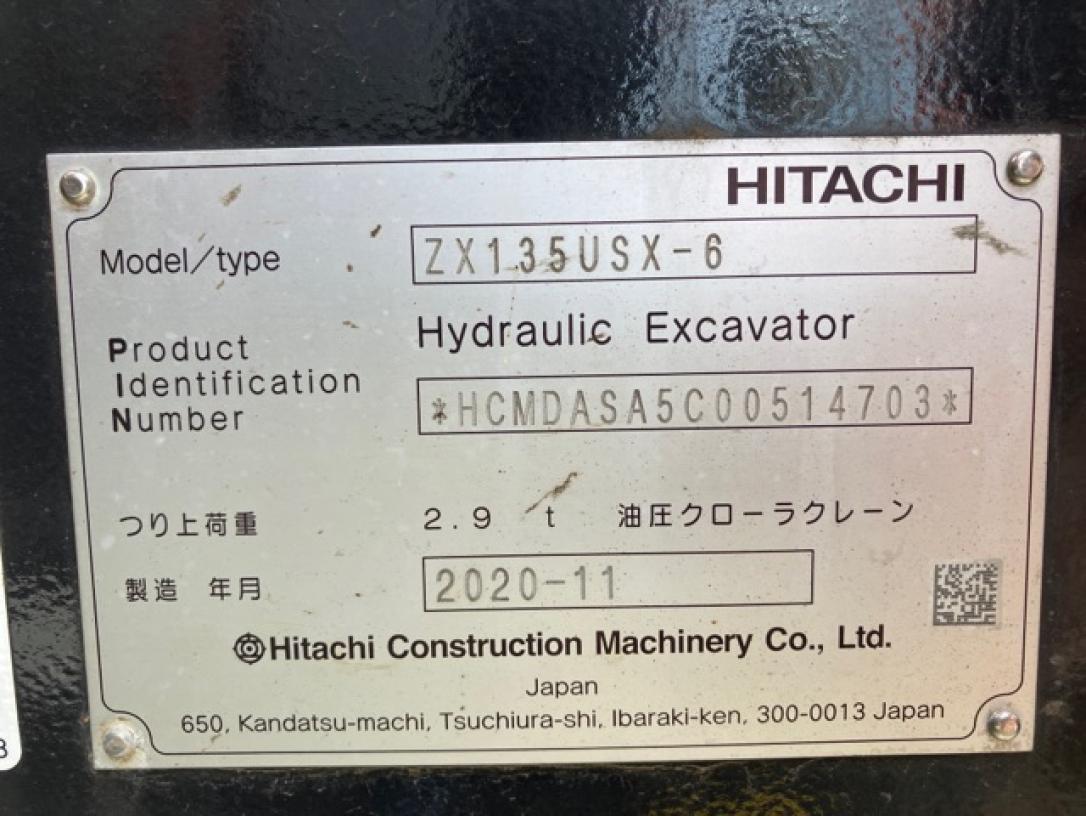 HITACHI
Model/type ZX135USX-6
Hydraulic Excavator
Product
Identification
Number *HCMDASA5C00514703*
つり上荷重 2.9 t 油圧クローラクレーン
製造 年月 2020-11
Hitachi Construction Machinery Co., Ltd.
Japan
650, Kandatsu-machi, Tsuchiura-shi, Ibaraki-ken, 300-0013 Japan